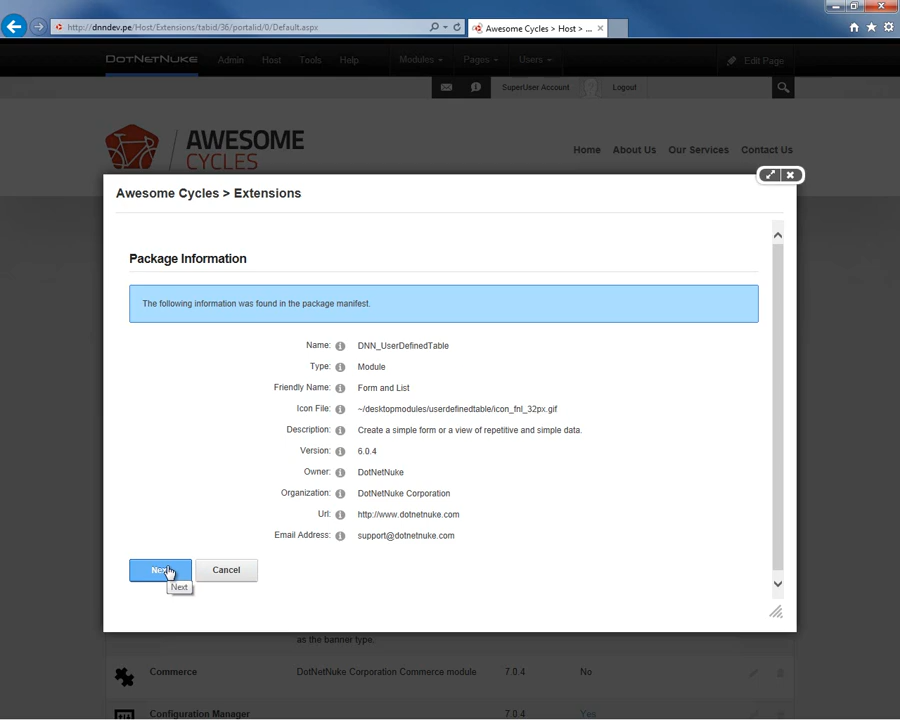 http://dnndev.pe/Host/Extensions/tabid/36/portalid/0/Default.aspx
Awesome Cycles > Host > ...
DOTNETNUKE Admin Host Tools Help Modules Pages Users Edit Page
SuperUser Account Logout
AWESOME
CYCLES
Home About Us Our Services Contact Us
Awesome Cycles > Extensions
Package Information
The following information was found in the package manifest.
Name: DNN_UserDefinedTable
Type: Module
Friendly Name: Form and List
Icon File: ~/desktopmodules/userdefinedtable/icon_fnl_32px.gif
Description: Create a simple form or a view of repetitive and simple data.
Version: 6.0.4
Owner: DotNetNuke
Organization: DotNetNuke Corporation
Url: http://www.dotnetnuke.com
Email Address: support@dotnetnuke.com
Next Cancel
Next
as the banner type.
Commerce DotNetNuke Corporation Commerce module 7.0.4 No
Configuration Manager 7.0.4 Yes